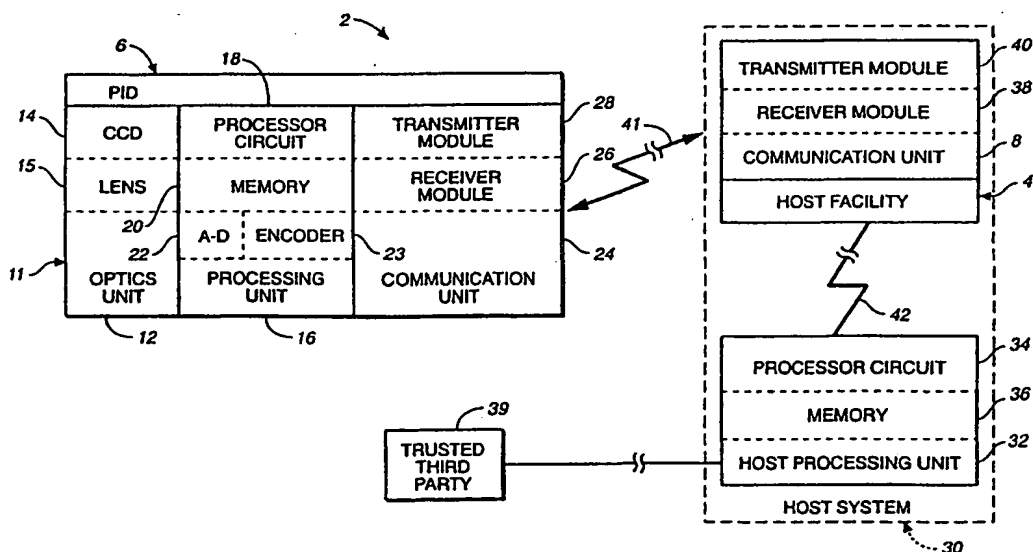 2
6
18
40
PID
TRANSMITTER MODULE
14
CCD
PROCESSOR
CIRCUIT
TRANSMITTER
MODULE
28
41
38
RECEIVER MODULE
15
LENS
MEMORY
RECEIVER
MODULE
26
COMMUNICATION UNIT
8
20
HOST FACILITY
4
22
A-D
ENCODER
23
24
11
OPTICS
UNIT
PROCESSING
UNIT
COMMUNICATION
UNIT
12
16
42
34
PROCESSOR CIRCUIT
36
MEMORY
39
32
TRUSTED
THIRD
PARTY
HOST PROCESSING UNIT
HOST SYSTEM
30